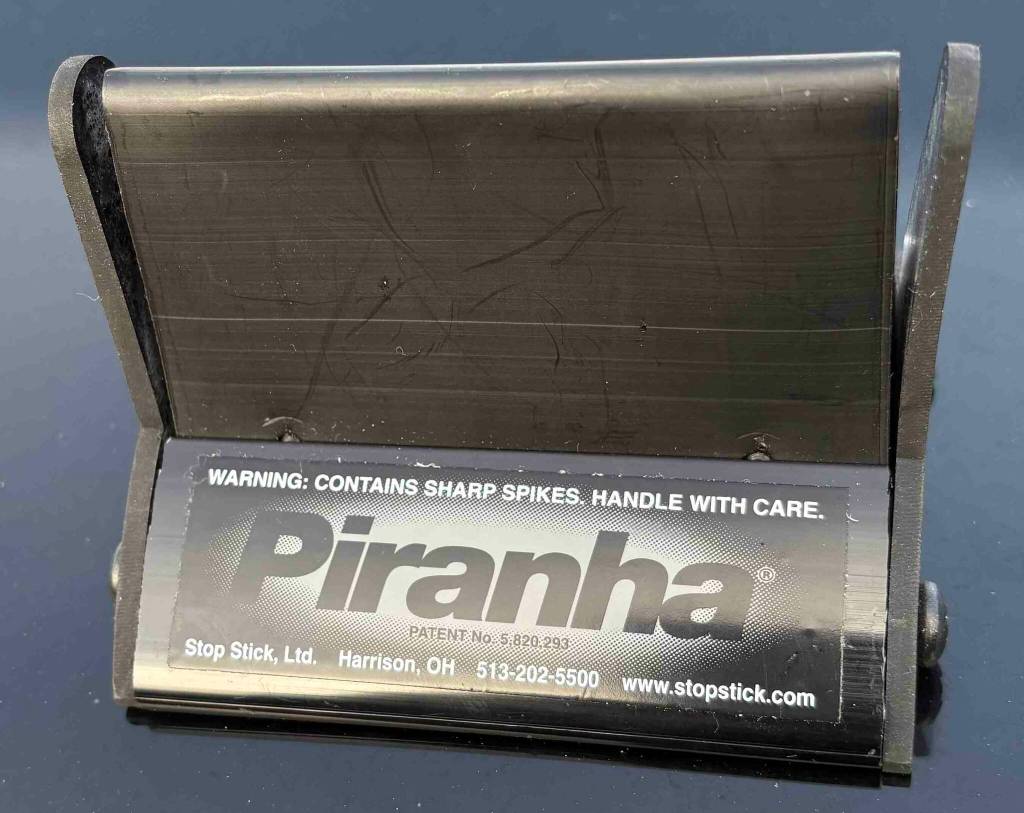 WARNING: CONTAINS SHARP SPIKES. HANDLE WITH CARE.
Piranha®
PATENT No. 5,820,293
Stop Stick, Ltd. Harrison, OH 513-202-5500 www.stopstick.com